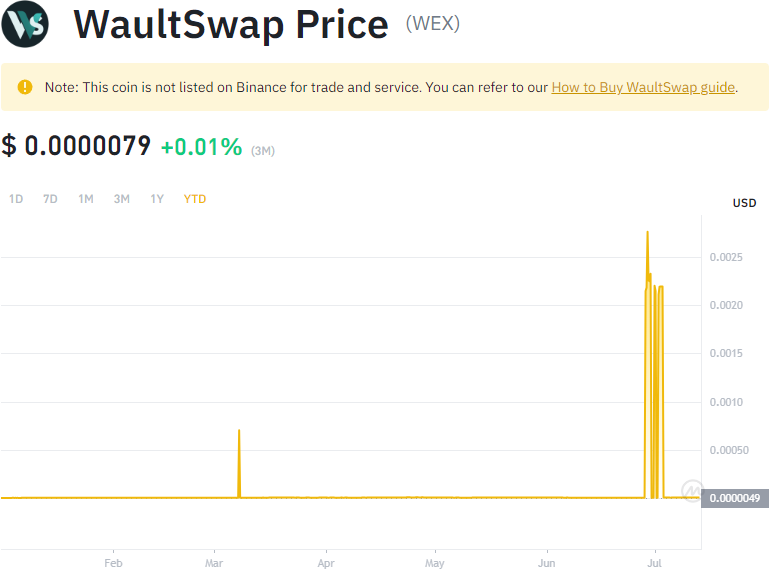 WaultSwap Price (WEX)
Note: This coin is not listed on Binance for trade and service. You can refer to our How to Buy WaultSwap guide.
$ 0.0000079 +0.01% (3M)
1D 7D 1M 3M 1Y YTD
USD
0.0025
0.0020
0.0015
0.0010
0.00050
0.0000049
Feb Mar Apr May Jun Jul